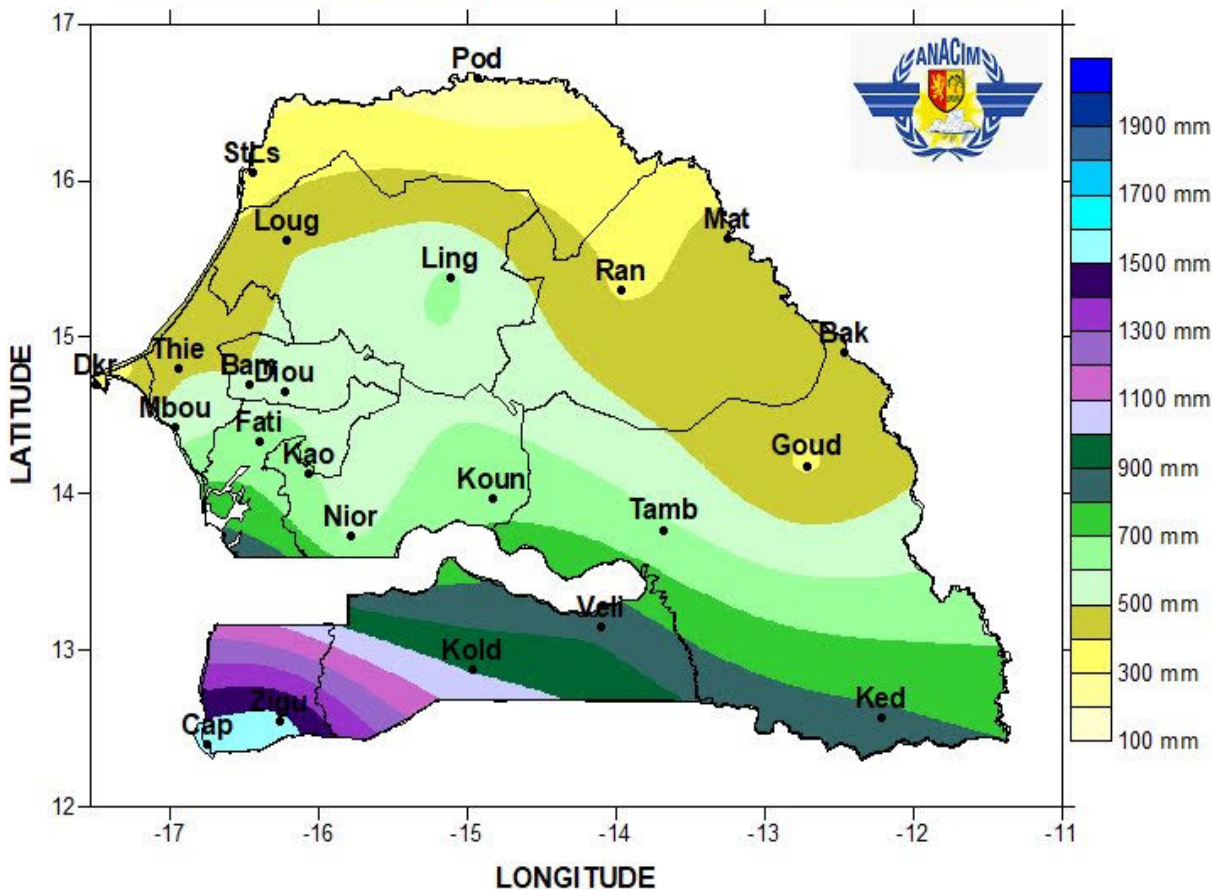 17
16
15
14
13
12
LATITUDE
-17
-16
-15
-14
-13
-12
-11
LONGITUDE
Pod
StLs
Loug
Ling
Mat
Ran
Bak
Dkr
Thie
Bam
Diou
Mbou
Fati
Kao
Goud
Koun
Nior
Tamb
Veli
Kold
Zigu
Cap
Ked
ANACIM
1900 mm
1700 mm
1500 mm
1300 mm
1100 mm
900 mm
700 mm
500 mm
300 mm
100 mm